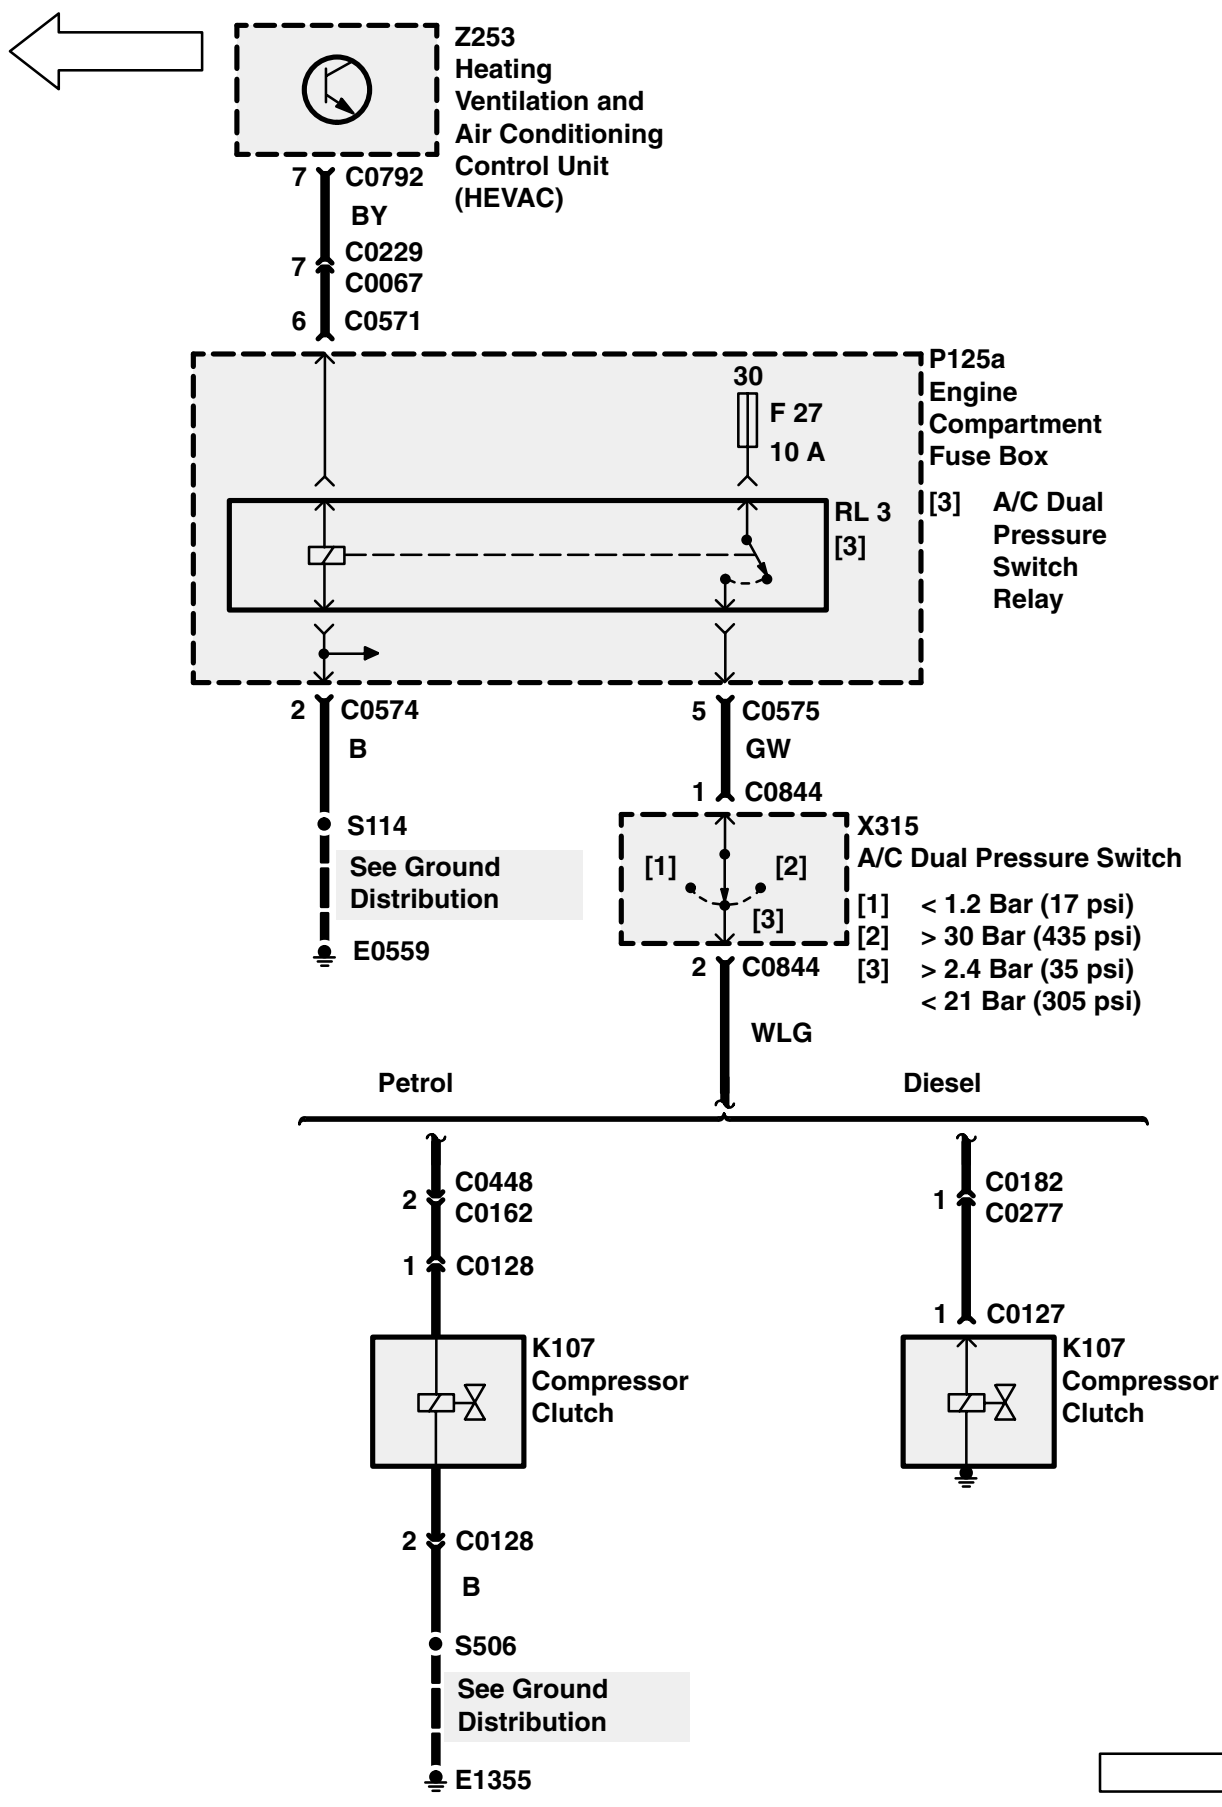 Z253
Heating
Ventilation and
Air Conditioning
Control Unit
(HEVAC)
7 C0792
BY
7 C0229
C0067
6 C0571
P125a
Engine
Compartment
Fuse Box
30
F 27
10 A
RL 3
[3]
[3] A/C Dual
Pressure
Switch
Relay
2 C0574
B
5 C0575
GW
1 C0844
S114
See Ground
Distribution
E0559
X315
A/C Dual Pressure Switch
[1] [2]
[3]
[1] < 1.2 Bar (17 psi)
[2] > 30 Bar (435 psi)
[3] > 2.4 Bar (35 psi)
< 21 Bar (305 psi)
2 C0844
WLG
Petrol
Diesel
2 C0448
C0162
1 C0128
1 C0182
C0277
1 C0127
K107
Compressor
Clutch
K107
Compressor
Clutch
2 C0128
B
S506
See Ground
Distribution
E1355